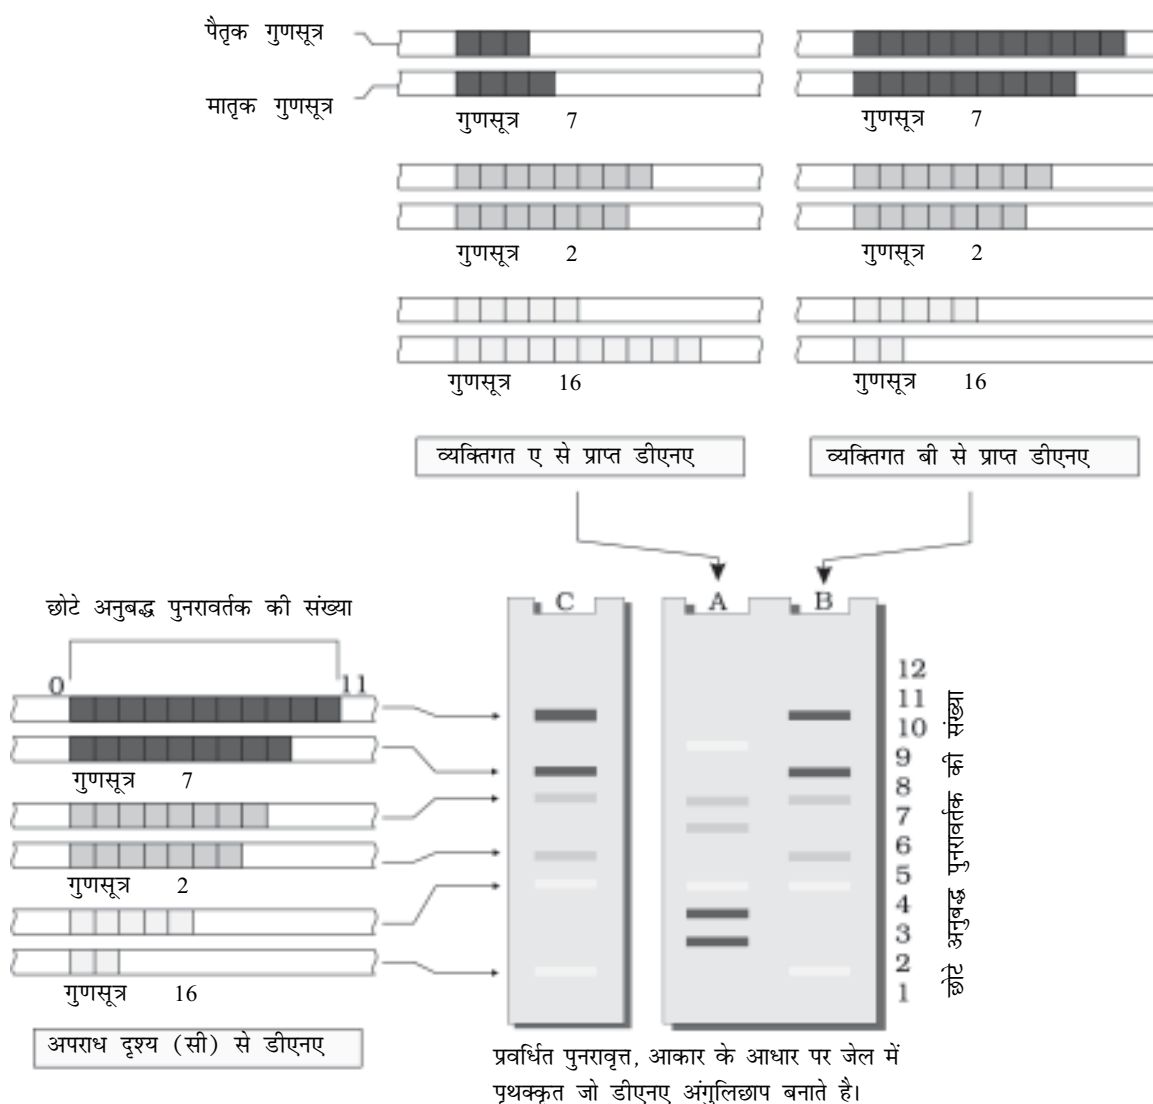 पैतृक गुणसूत्र
मातृक गुणसूत्र
गुणसूत्र 7
गुणसूत्र 7
गुणसूत्र 2
गुणसूत्र 2
गुणसूत्र 16
गुणसूत्र 16
व्यक्तिगत ए से प्राप्त डीएनए
व्यक्तिगत बी से प्राप्त डीएनए
छोटे अनुबद्ध पुनरावर्तक की संख्या
0 11
गुणसूत्र 7
गुणसूत्र 2
गुणसूत्र 16
अपराध दृश्य (सी) से डीएनए
C A B
12
11
10
9
8
7
6
5
4
3
2
1
छोटे अनुबद्ध पुनरावर्तक की संख्या
प्रवर्धित पुनरावृत्त, आकार के आधार पर जेल में
पृथक्कृत जो डीएनए अंगुलिछाप बनाते है।